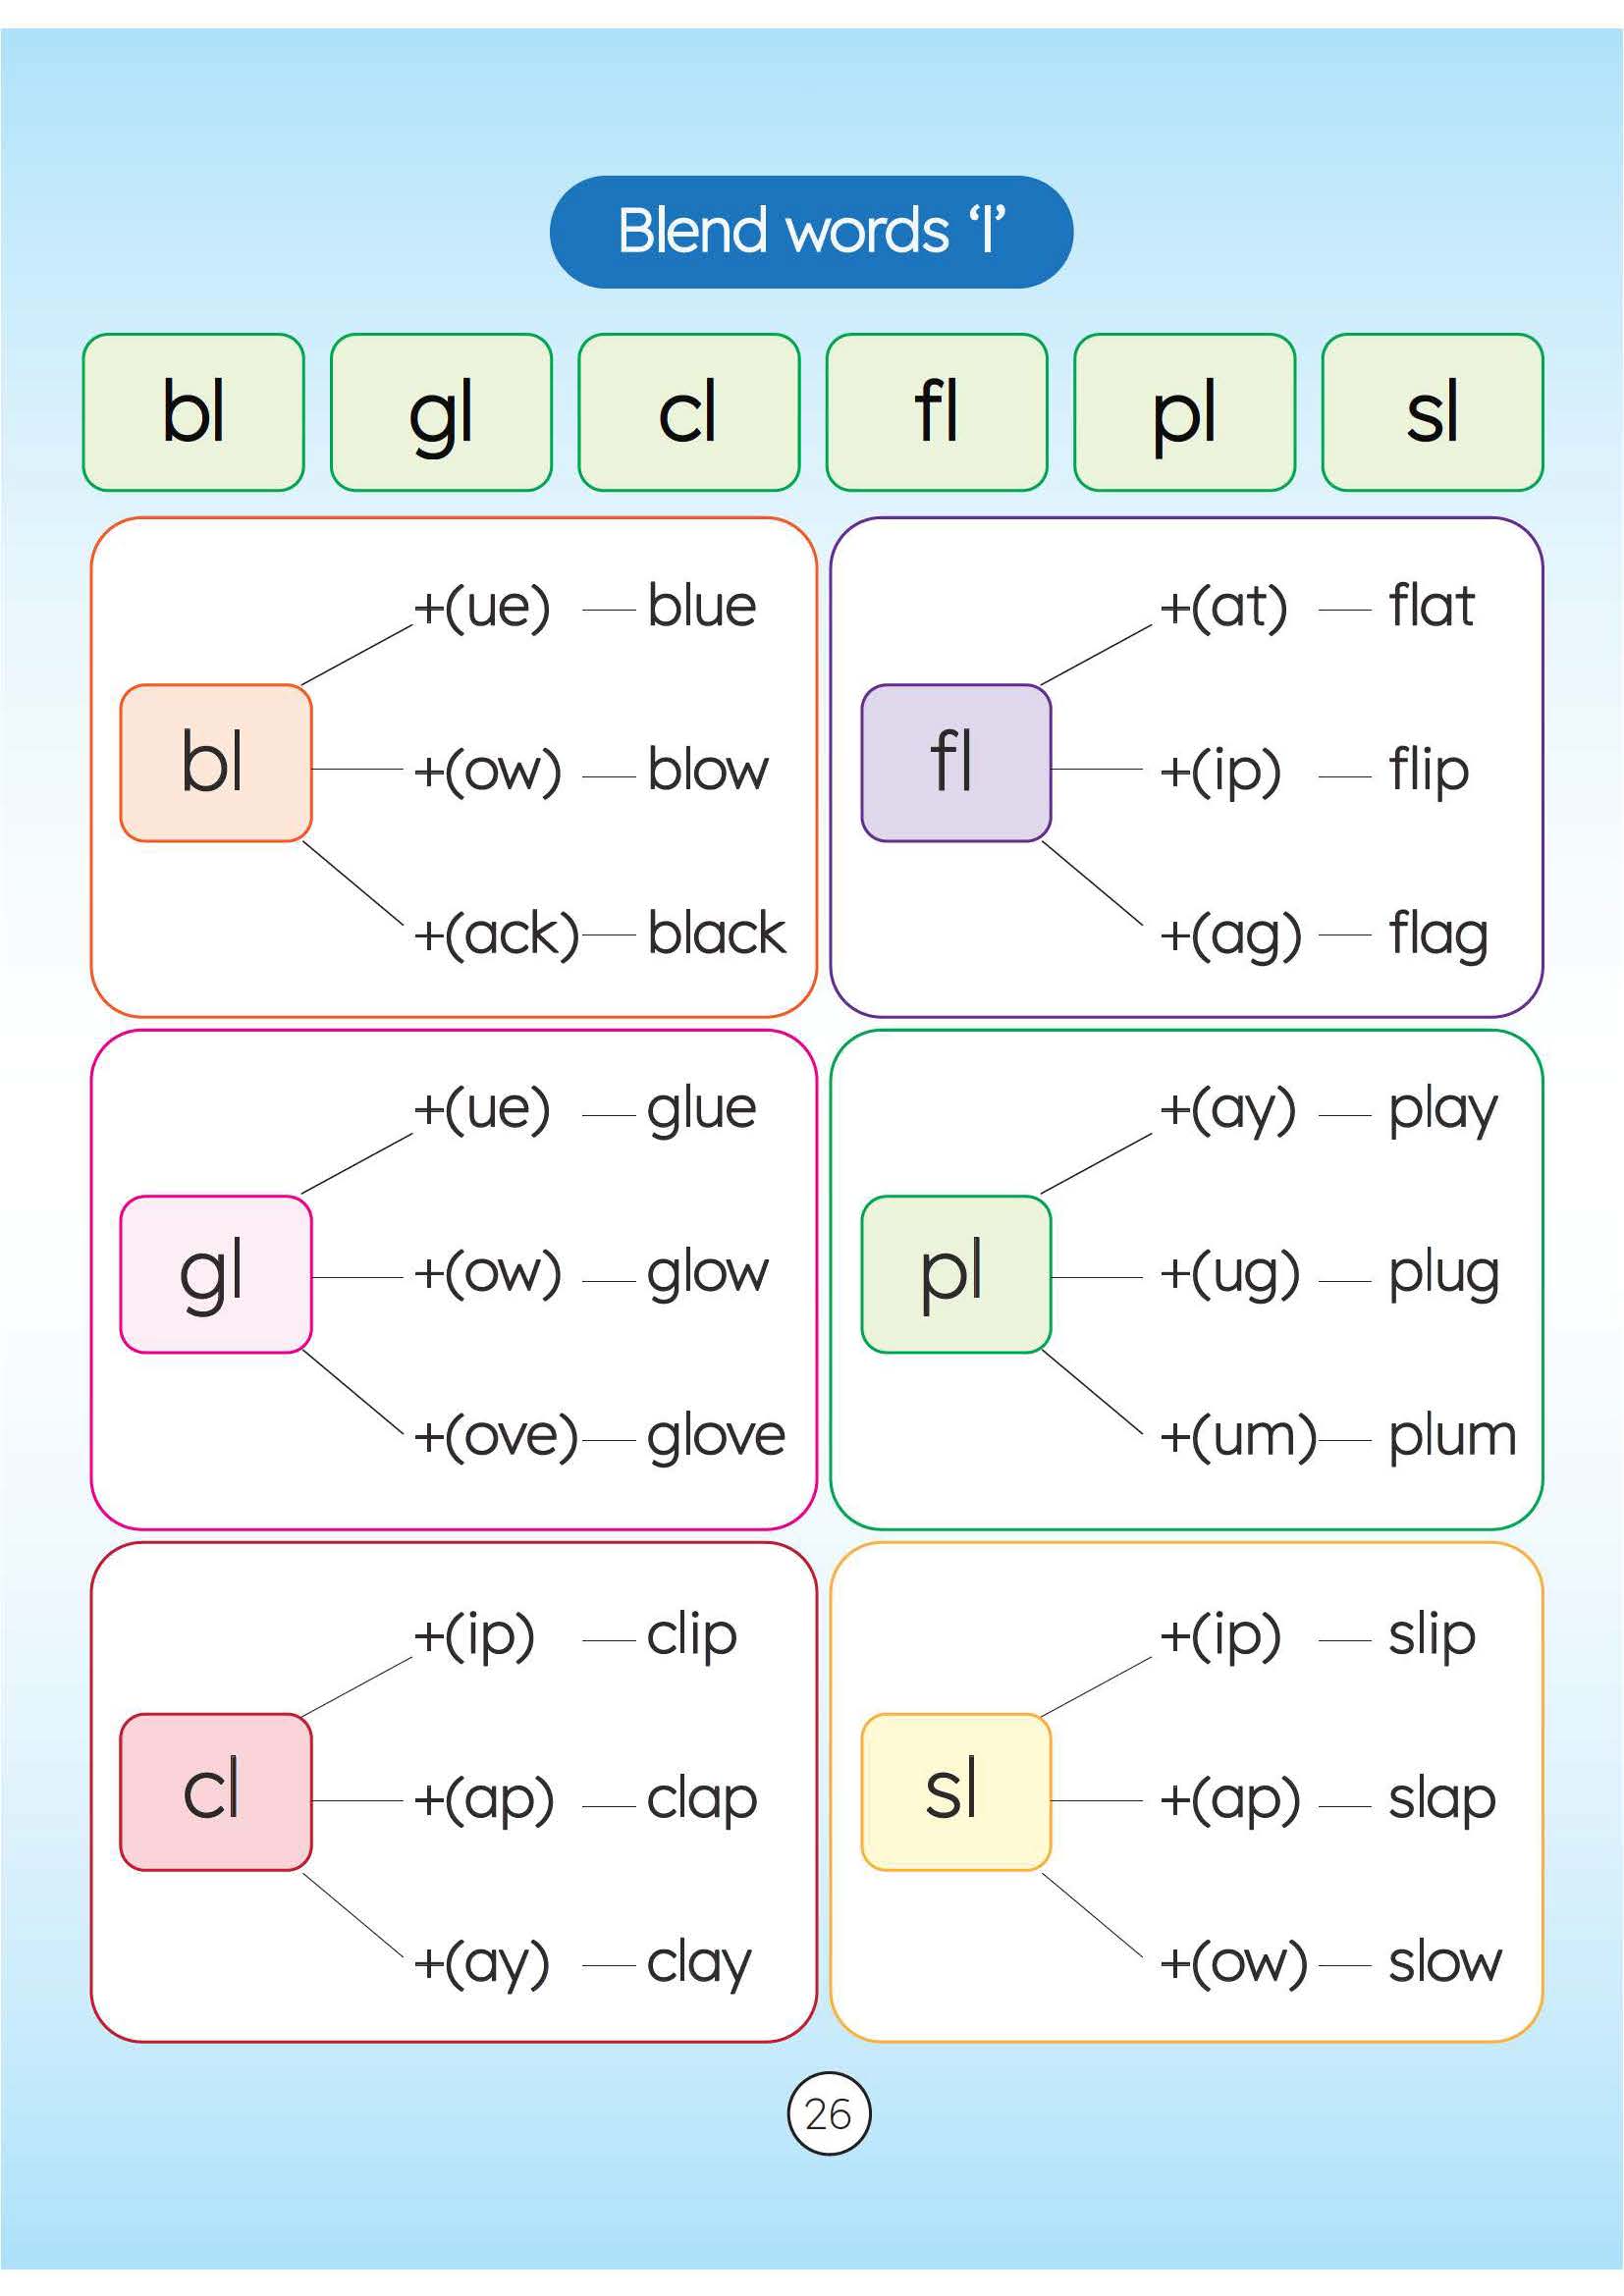 Blend words ‘l’
bl gl cl fl pl sl
+(ue) blue
bl +(ow) blow
+(ack) black
+(at) flat
fl +(ip) flip
+(ag) flag
+(ue) glue
gl +(ow) glow
+(ove) glove
+(ay) play
pl +(ug) plug
+(um) plum
+(ip) clip
cl +(ap) clap
+(ay) clay
+(ip) slip
sl +(ap) slap
+(ow) slow
26